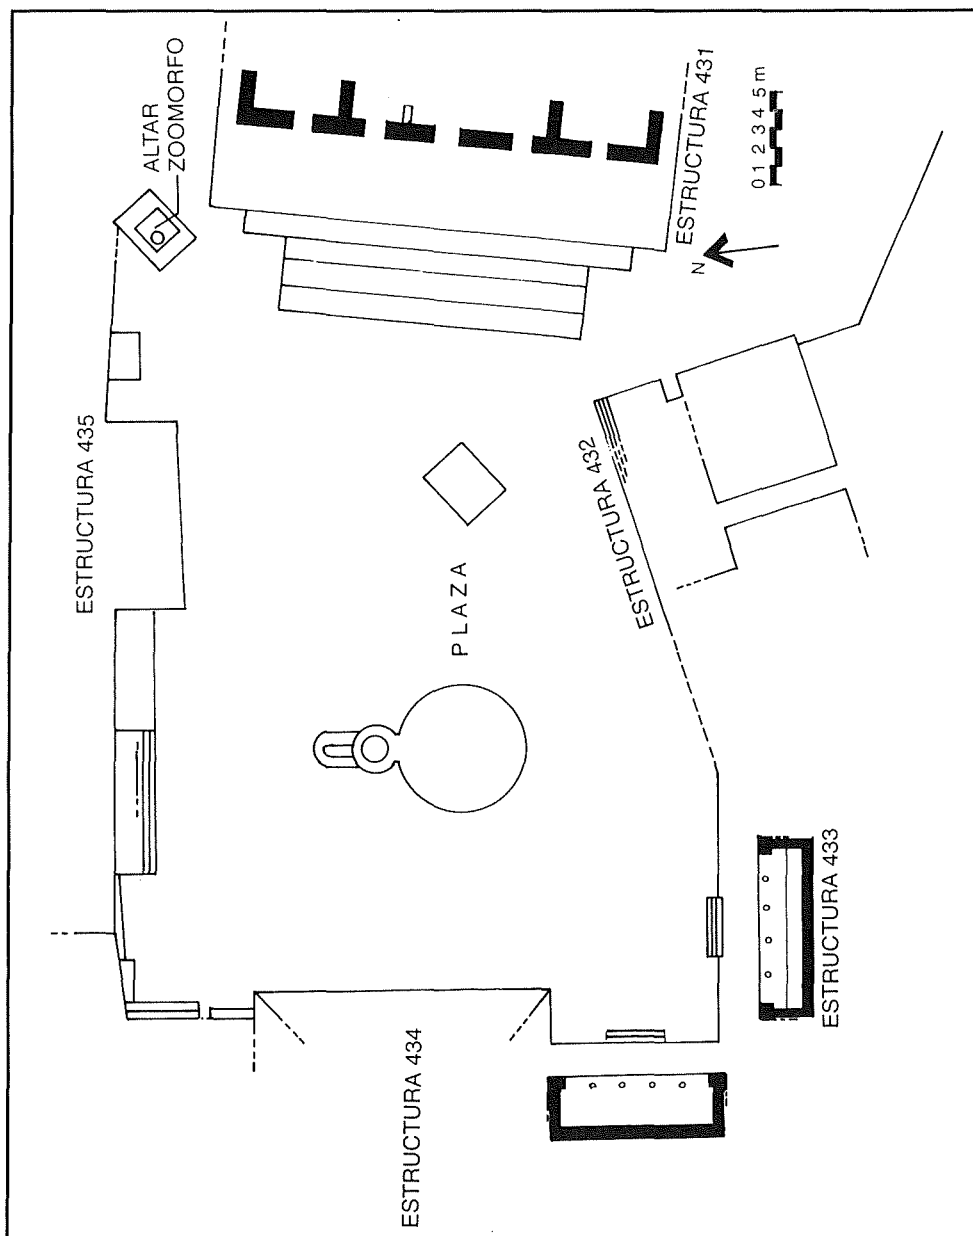 ALTAR
ZOOMORFO
ESTRUCTURA 431
0 1 2 3 4 5 m
N
ESTRUCTURA 435
ESTRUCTURA 432
PLAZA
ESTRUCTURA 433
ESTRUCTURA 434